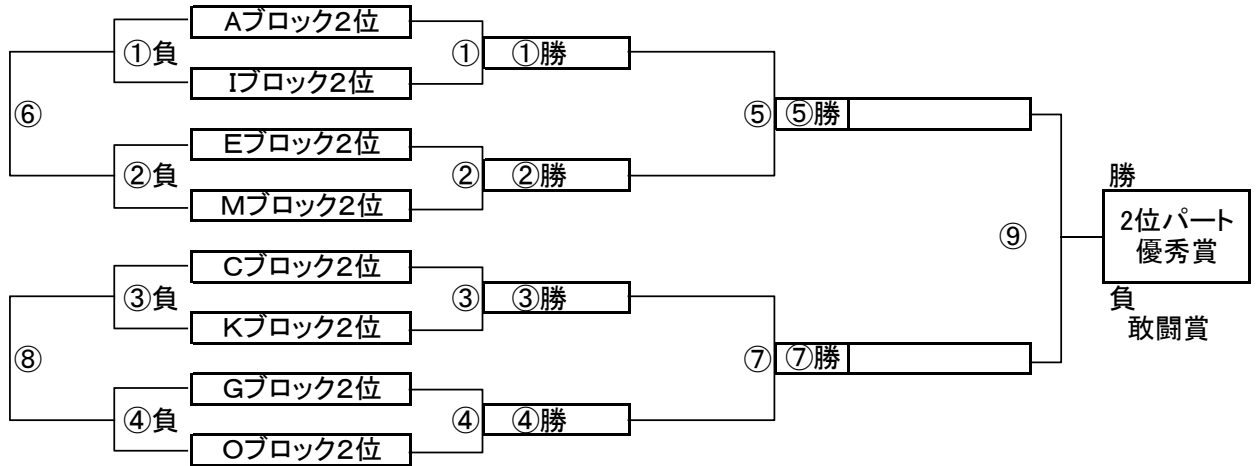 Aブロック2位
①負 ① ①勝
Iブロック2位
⑥ ⑤ ⑤勝
Eブロック2位
②負 ② ②勝
Mブロック2位
勝
2位パート
優秀賞
⑨
負
敢闘賞
Cブロック2位
③負 ③ ③勝
Kブロック2位
⑧ ⑦ ⑦勝
Gブロック2位
④負 ④ ④勝
Oブロック2位